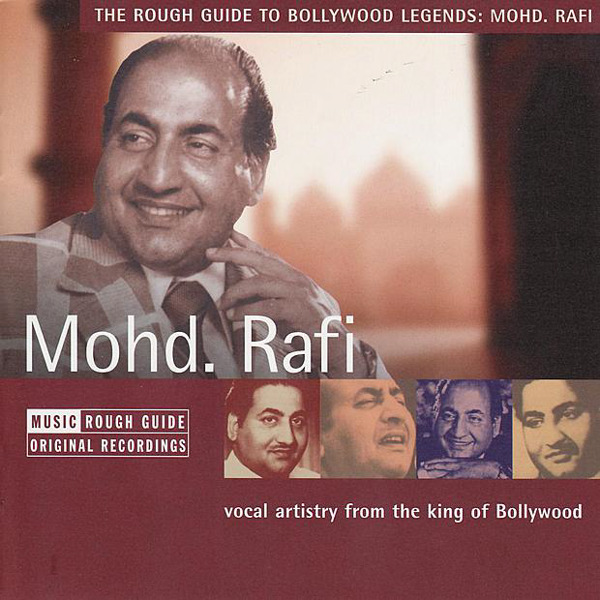 THE ROUGH GUIDE TO BOLLYWOOD LEGENDS: MOHD. RAFI
Mohd. Rafi
MUSIC ROUGH GUIDE
ORIGINAL RECORDINGS
vocal artistry from the king of Bollywood